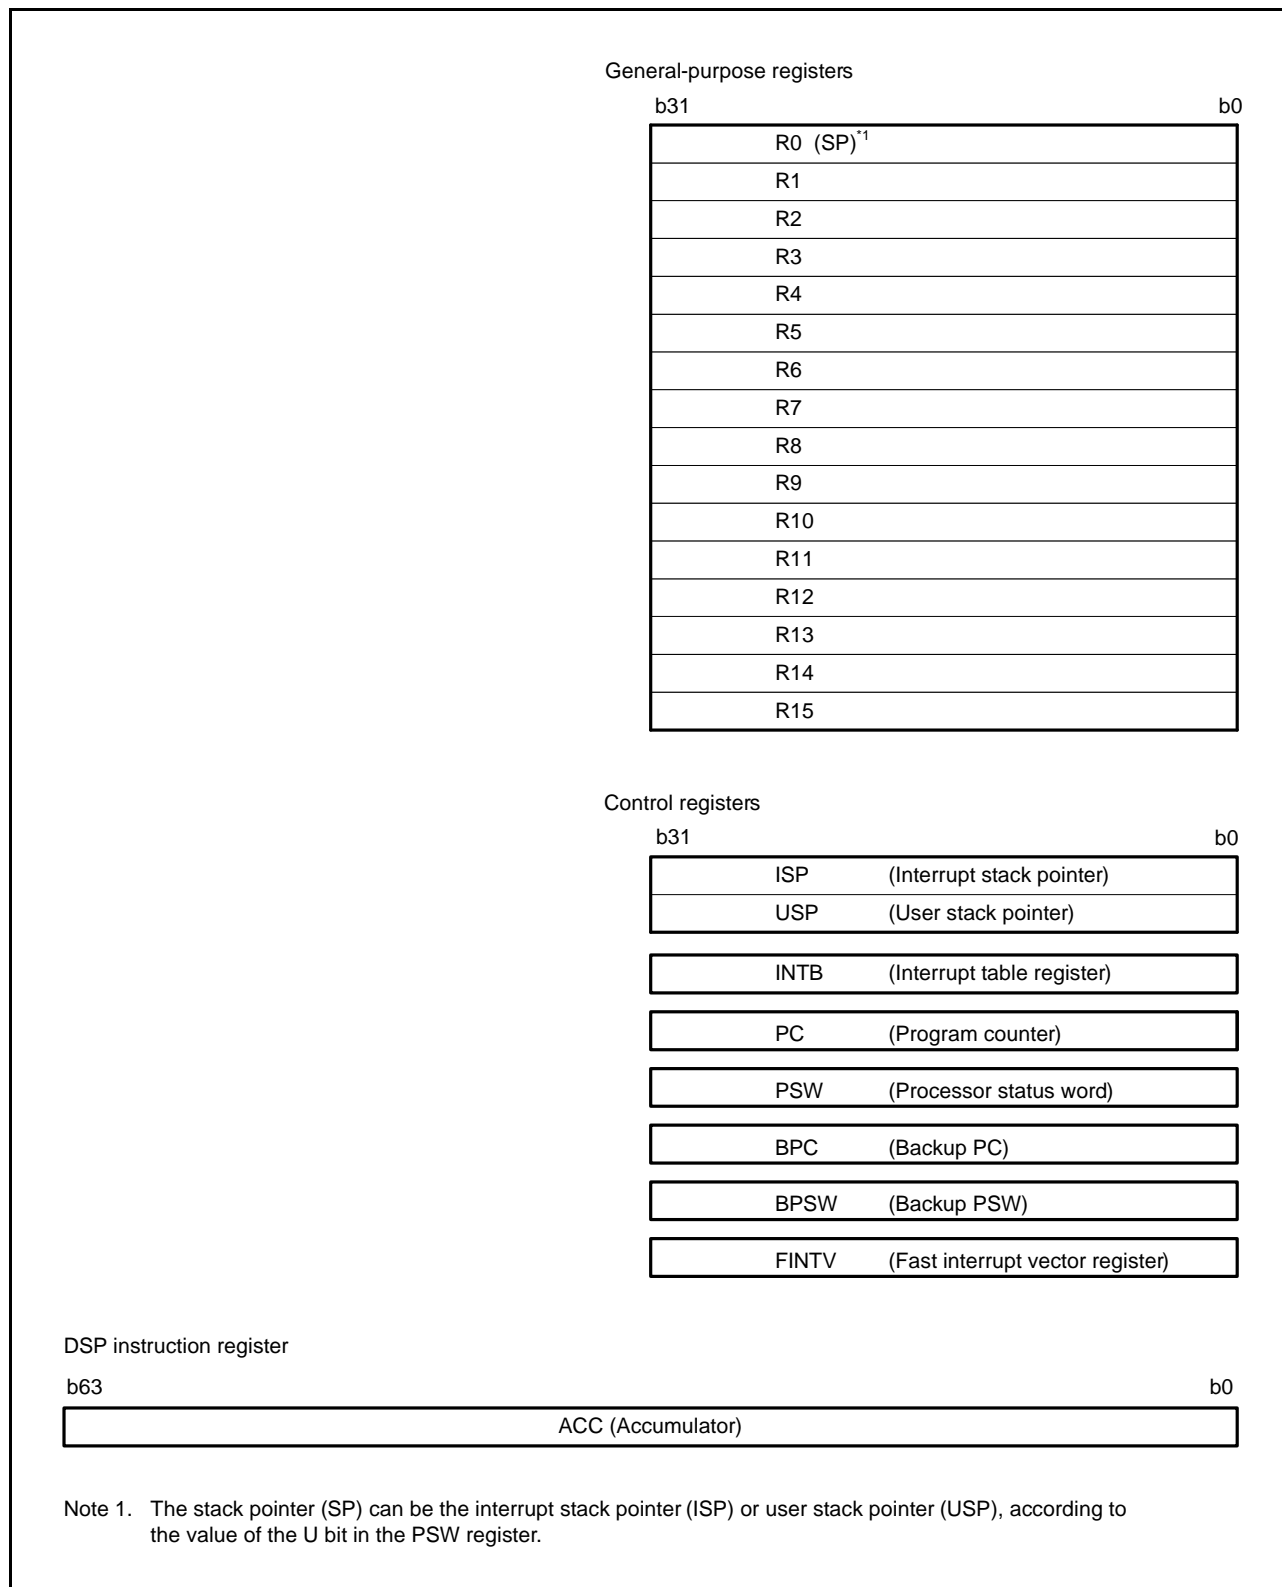 General-purpose registers
b31 b0
R0 (SP)*1
R1
R2
R3
R4
R5
R6
R7
R8
R9
R10
R11
R12
R13
R14
R15
Control registers
b31 b0
ISP (Interrupt stack pointer)
USP (User stack pointer)
INTB (Interrupt table register)
PC (Program counter)
PSW (Processor status word)
BPC (Backup PC)
BPSW (Backup PSW)
FINTV (Fast interrupt vector register)
DSP instruction register
b63 b0
ACC (Accumulator)
Note 1. The stack pointer (SP) can be the interrupt stack pointer (ISP) or user stack pointer (USP), according to
the value of the U bit in the PSW register.